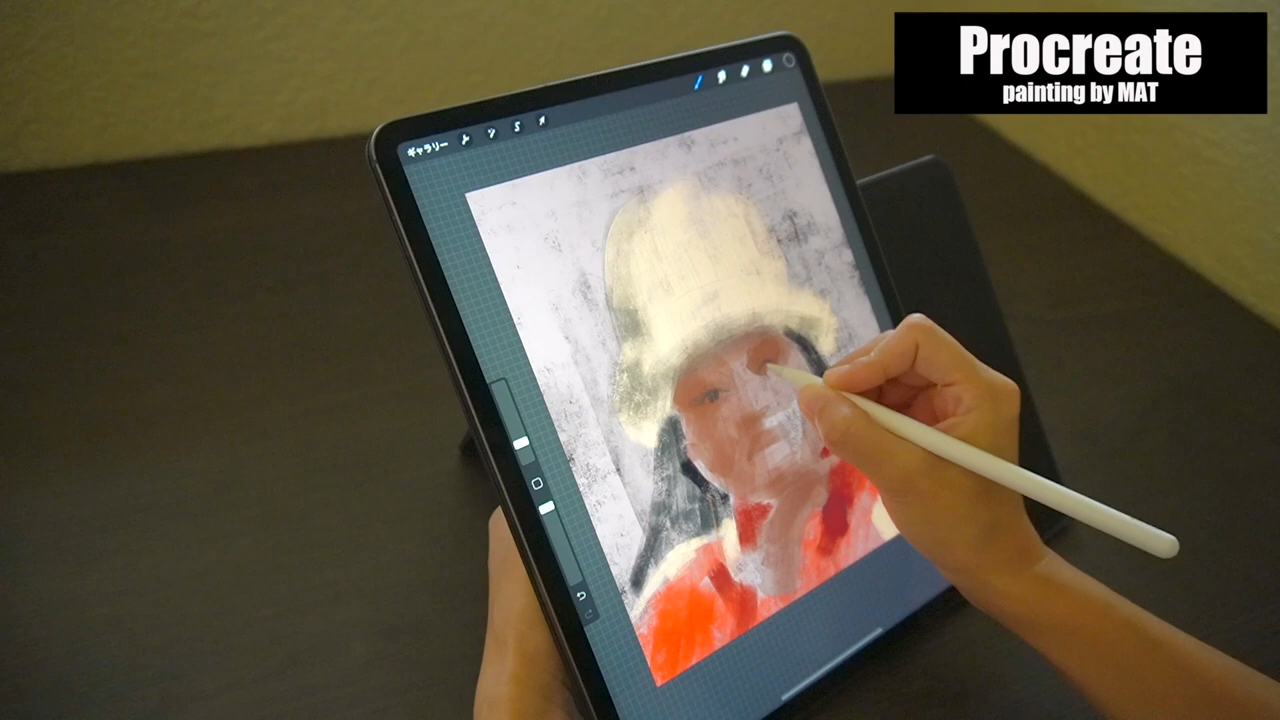 Procreate
painting by MAT
ギャラリー